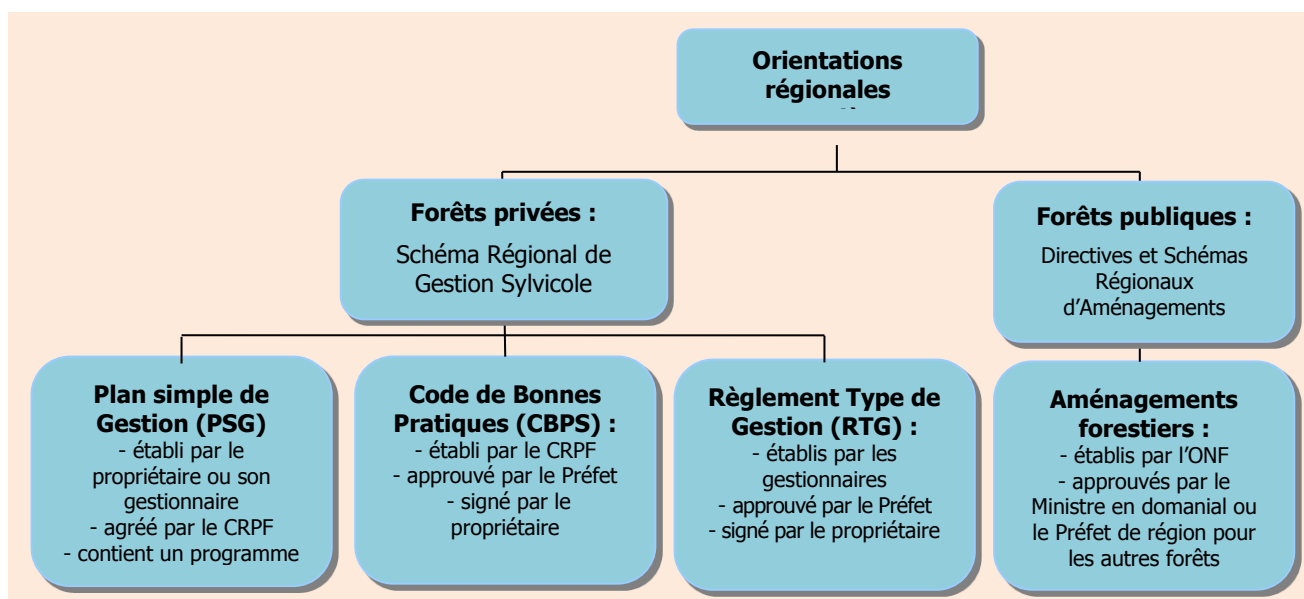 Orientations
régionales
Forêts privées :
Schéma Régional de
Gestion Sylvicole
Forêts publiques :
Directives et Schémas
Régionaux
d'Aménagements
Plan simple de
Gestion (PSG)
- établi par le
propriétaire ou son
gestionnaire
- agréé par le CRPF
- contient un programme
Code de Bonnes
Pratiques (CBPS) :
- établi par le CRPF
- approuvé par le Préfet
- signé par le
propriétaire
Règlement Type de
Gestion (RTG) :
- établis par les
gestionnaires
- approuvé par le Préfet
- signé par le propriétaire
Aménagements
forestiers :
- établis par l'ONF
- approuvés par le
Ministre en domanial ou
le Préfet de région pour
les autres forêts